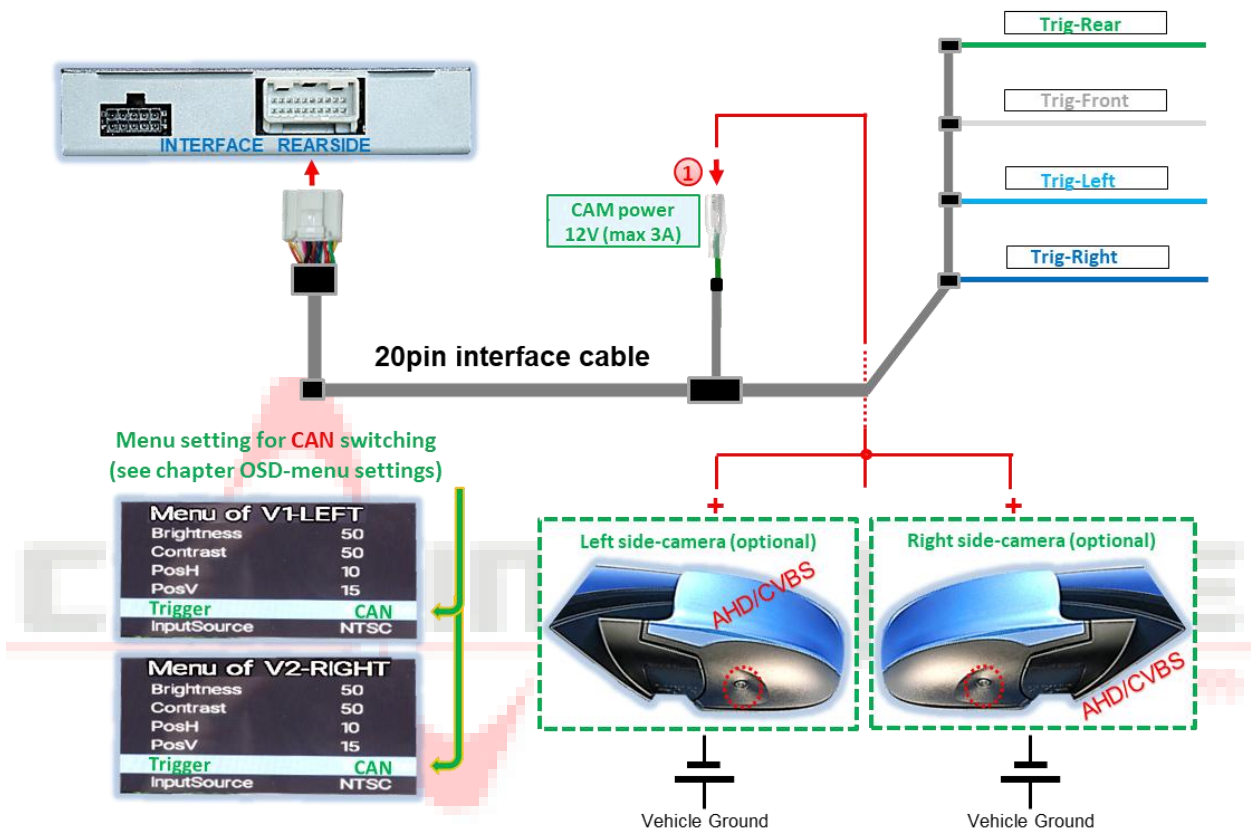 Trig-Rear
Trig-Front
Trig-Left
Trig-Right
INTERFACE REARSIDE
1
CAM power
12V (max 3A)
20pin interface cable
Menu setting for CAN switching
(see chapter OSD-menu settings)
Menu of V1-LEFT
Brightness 50
Contrast 50
PosH 10
PosV 15
Trigger CAN
InputSource NTSC
Menu of V2-RIGHT
Brightness 50
Contrast 50
PosH 10
PosV 15
Trigger CAN
InputSource NTSC
+
+
Left side-camera (optional)
AHD/CVBS
Right side-camera (optional)
AHD/CVBS
Vehicle Ground
Vehicle Ground